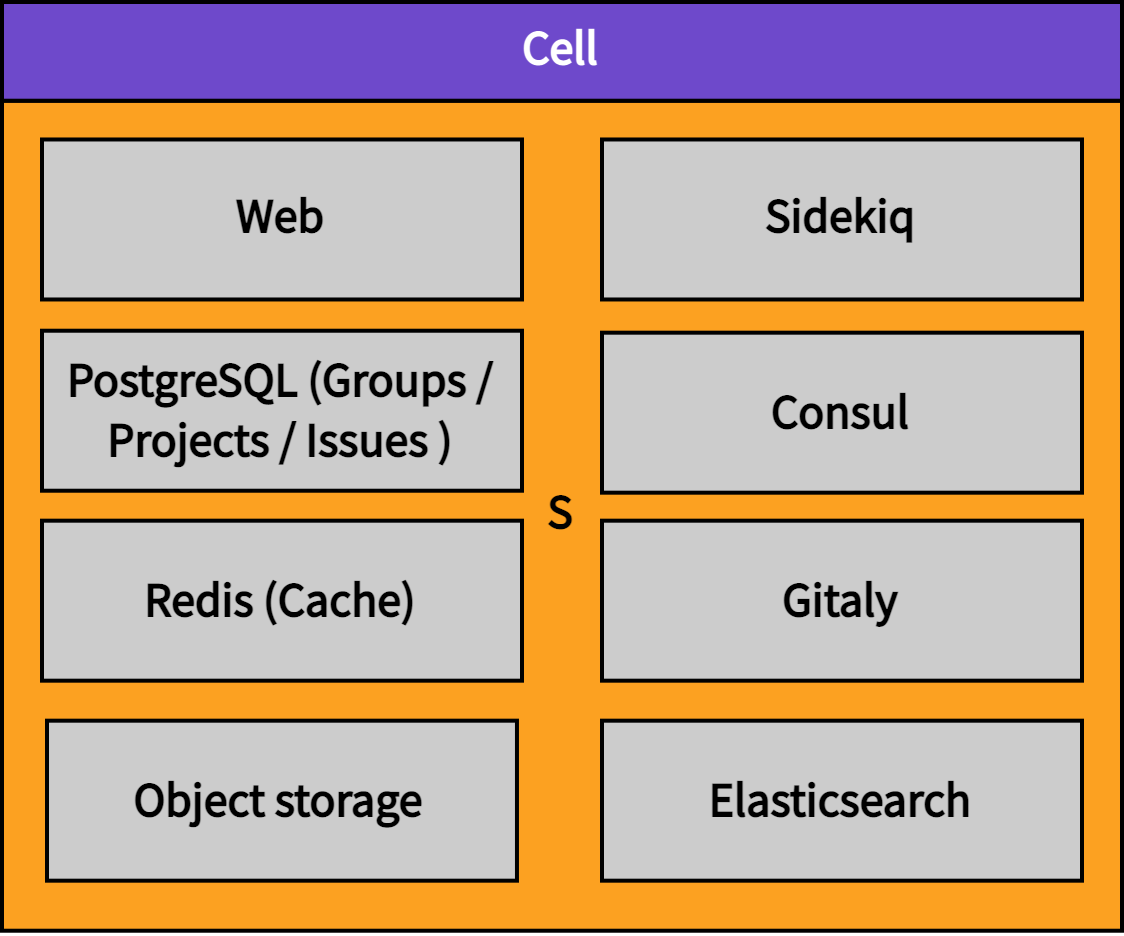 Cell
Web
Sidekiq
PostgreSQL (Groups /
Projects / Issues )
Consul
S
Redis (Cache)
Gitaly
Object storage
Elasticsearch